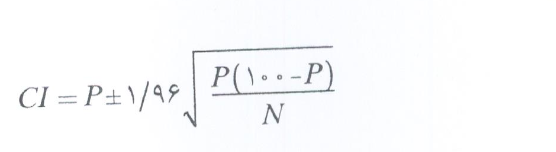 CI = P ± ۱/۹۶ √(P(۱۰۰ − P) / N)